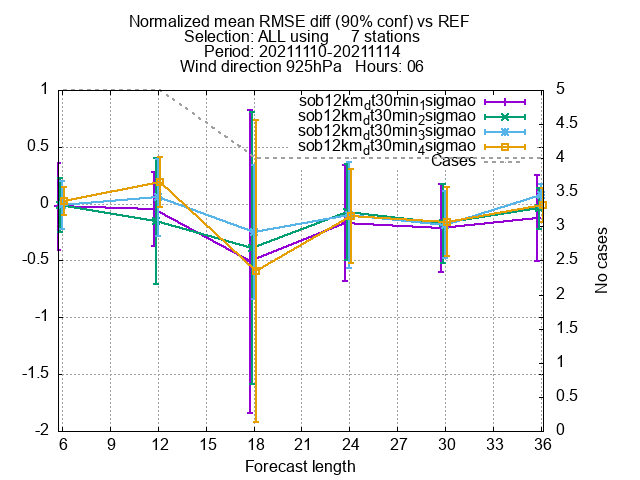 Normalized mean RMSE diff (90% conf) vs REF
Selection: ALL using 7 stations
Period: 20211110-20211114
Wind direction 925hPa Hours: 06
sob12km_dt30min_1sigmao
sob12km_dt30min_2sigmao
sob12km_dt30min_3sigmao
sob12km_dt30min_4sigmao
Cases
1
0.5
0
-0.5
-1
-1.5
-2
5
4.5
4
3.5
3
2.5
2
1.5
1
0.5
0
No cases
6 9 12 15 18 21 24 27 30 33 36
Forecast length